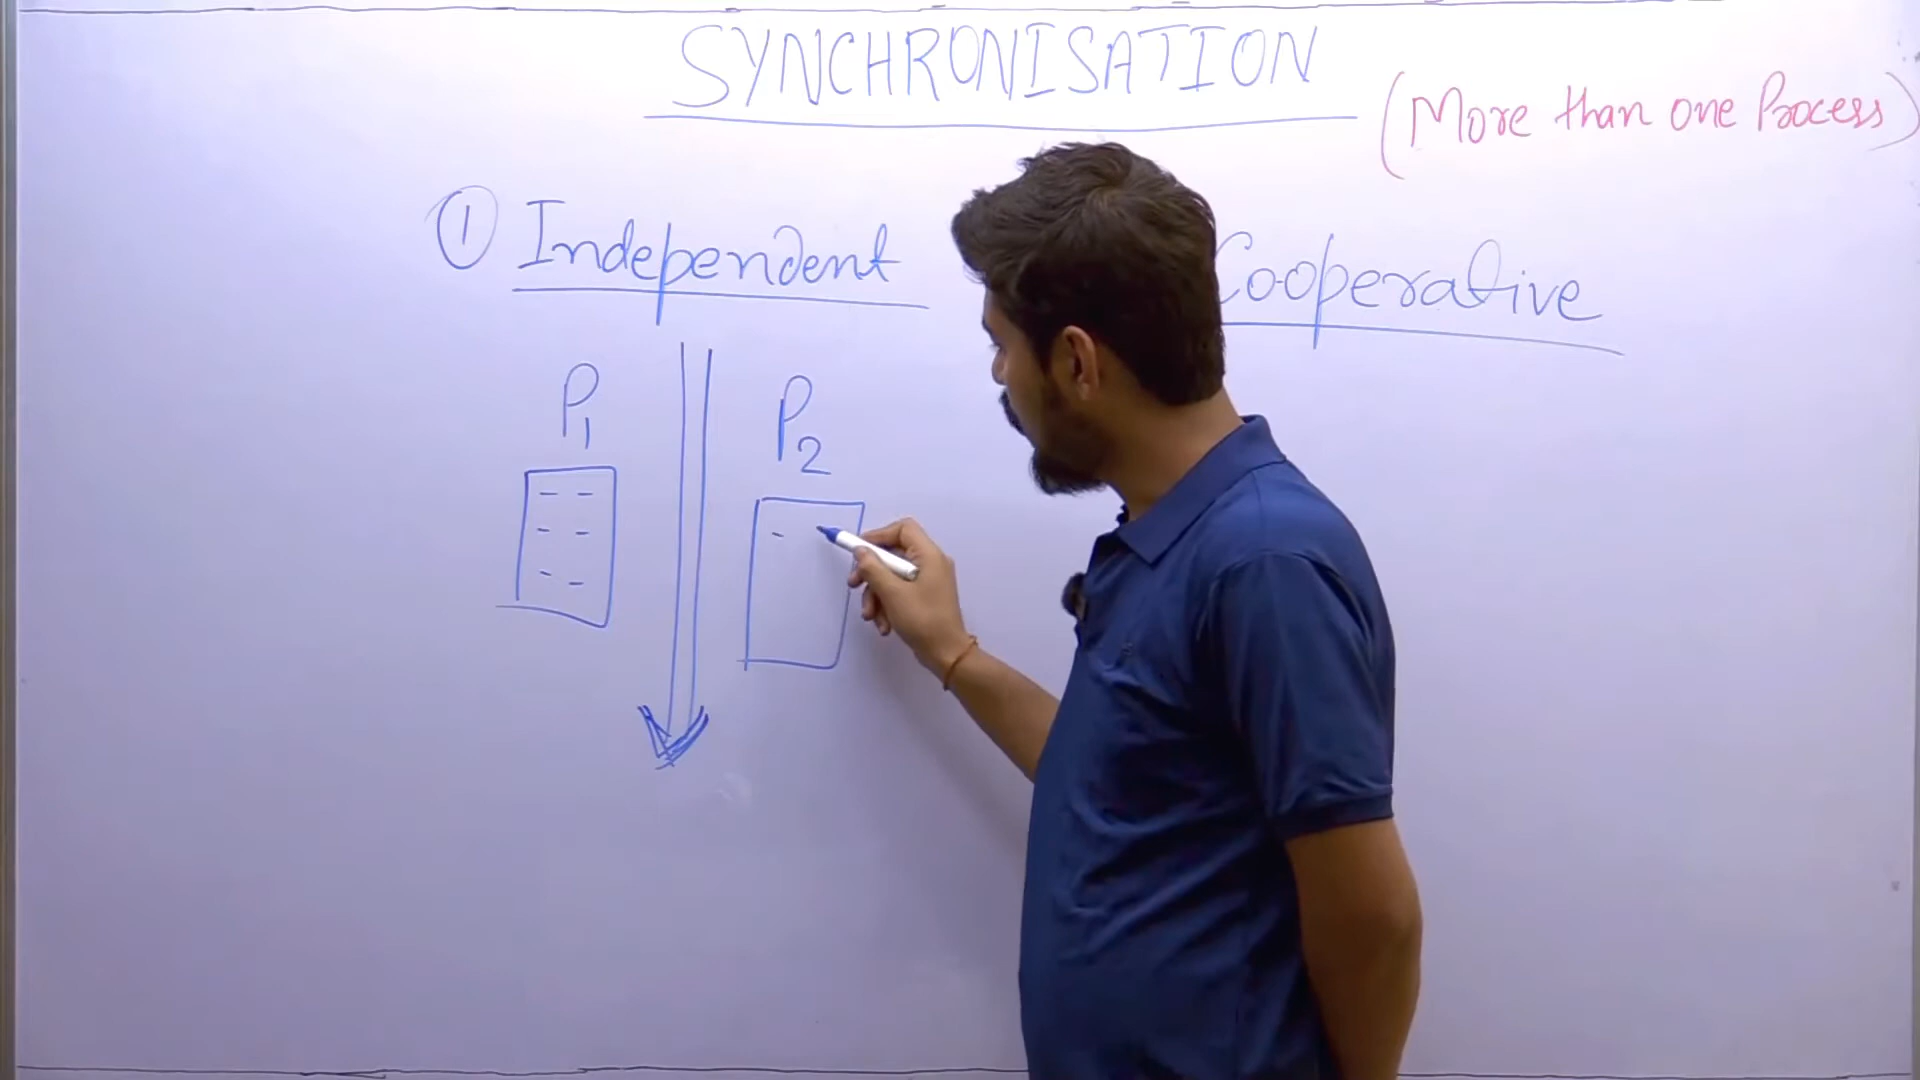 SYNCHRONISATION
(More than one Process)
① Independent
Cooperative
P1
P2